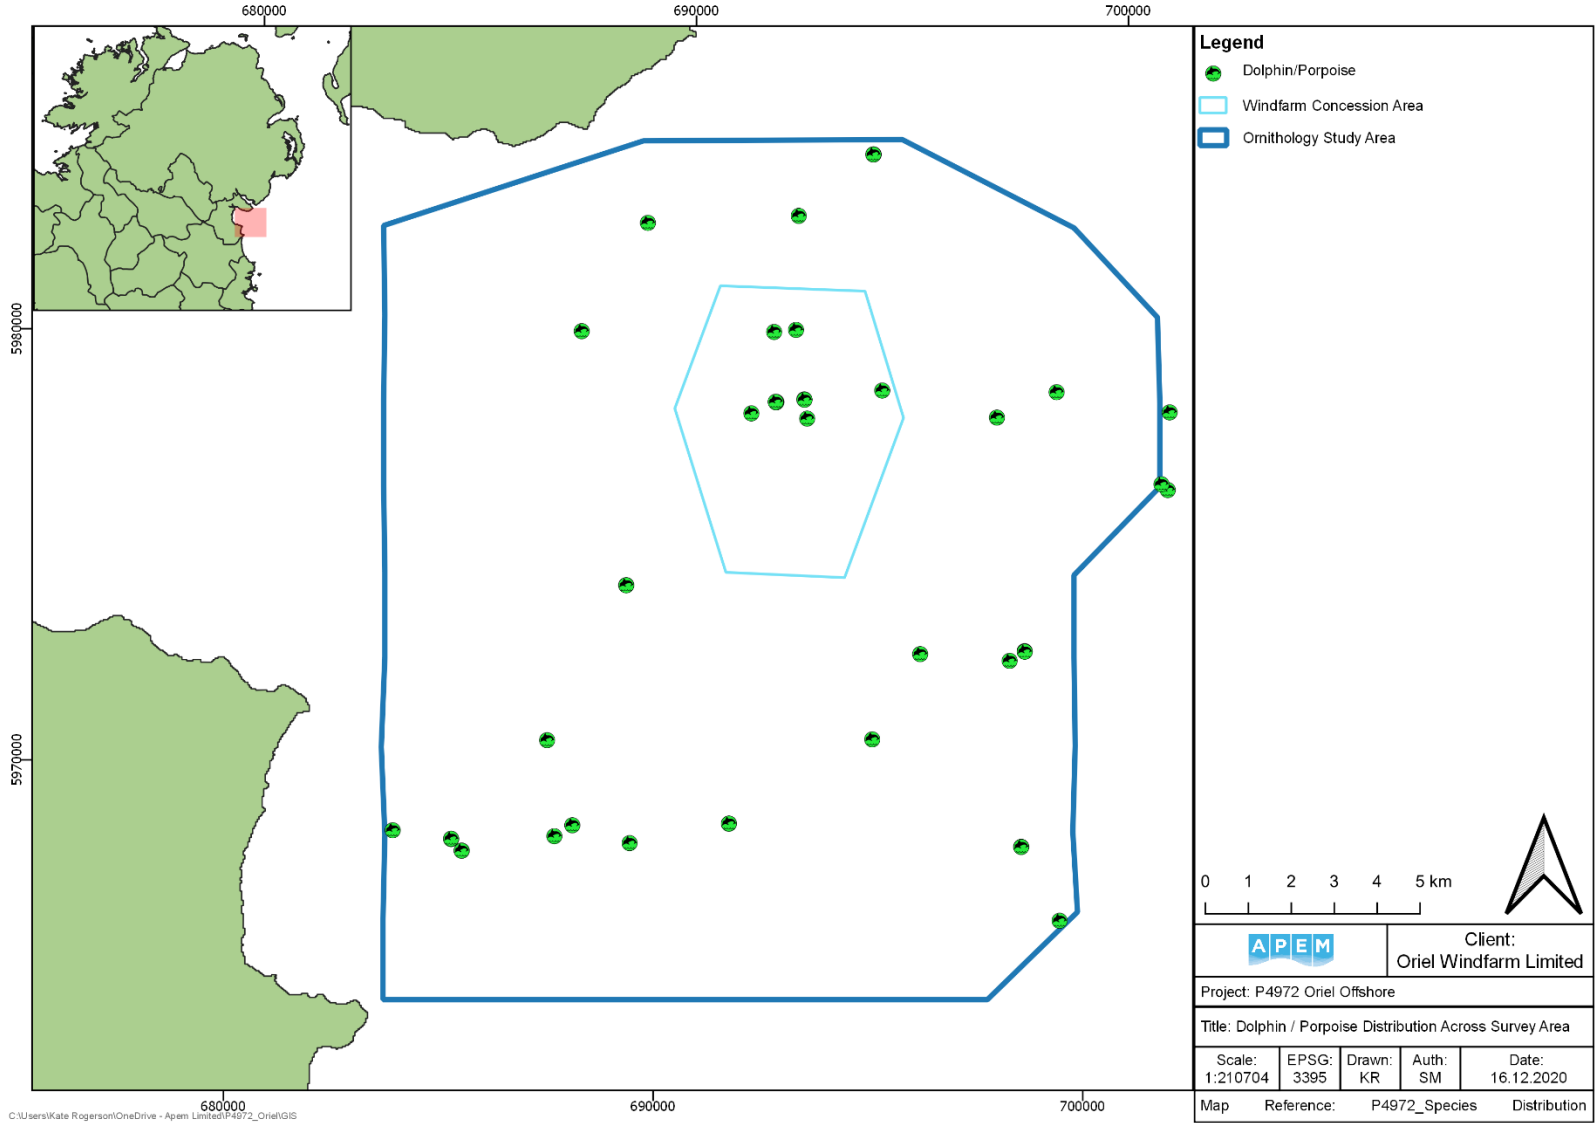 680000
690000
700000
5980000
5970000
680000
690000
700000
Legend
Dolphin/Porpoise
Windfarm Concession Area
Ornithology Study Area
0 1 2 3 4 5 km
APEM
Client:
Oriel Windfarm Limited
Project: P4972 Oriel Offshore
Title: Dolphin / Porpoise Distribution Across Survey Area
Scale:
1:210704
EPSG:
3395
Drawn:
KR
Auth:
SM
Date:
16.12.2020
Map Reference: P4972_Species Distribution
C:\Users\Kate Rogerson\OneDrive - Apem Limited\P4972_Oriel\GIS